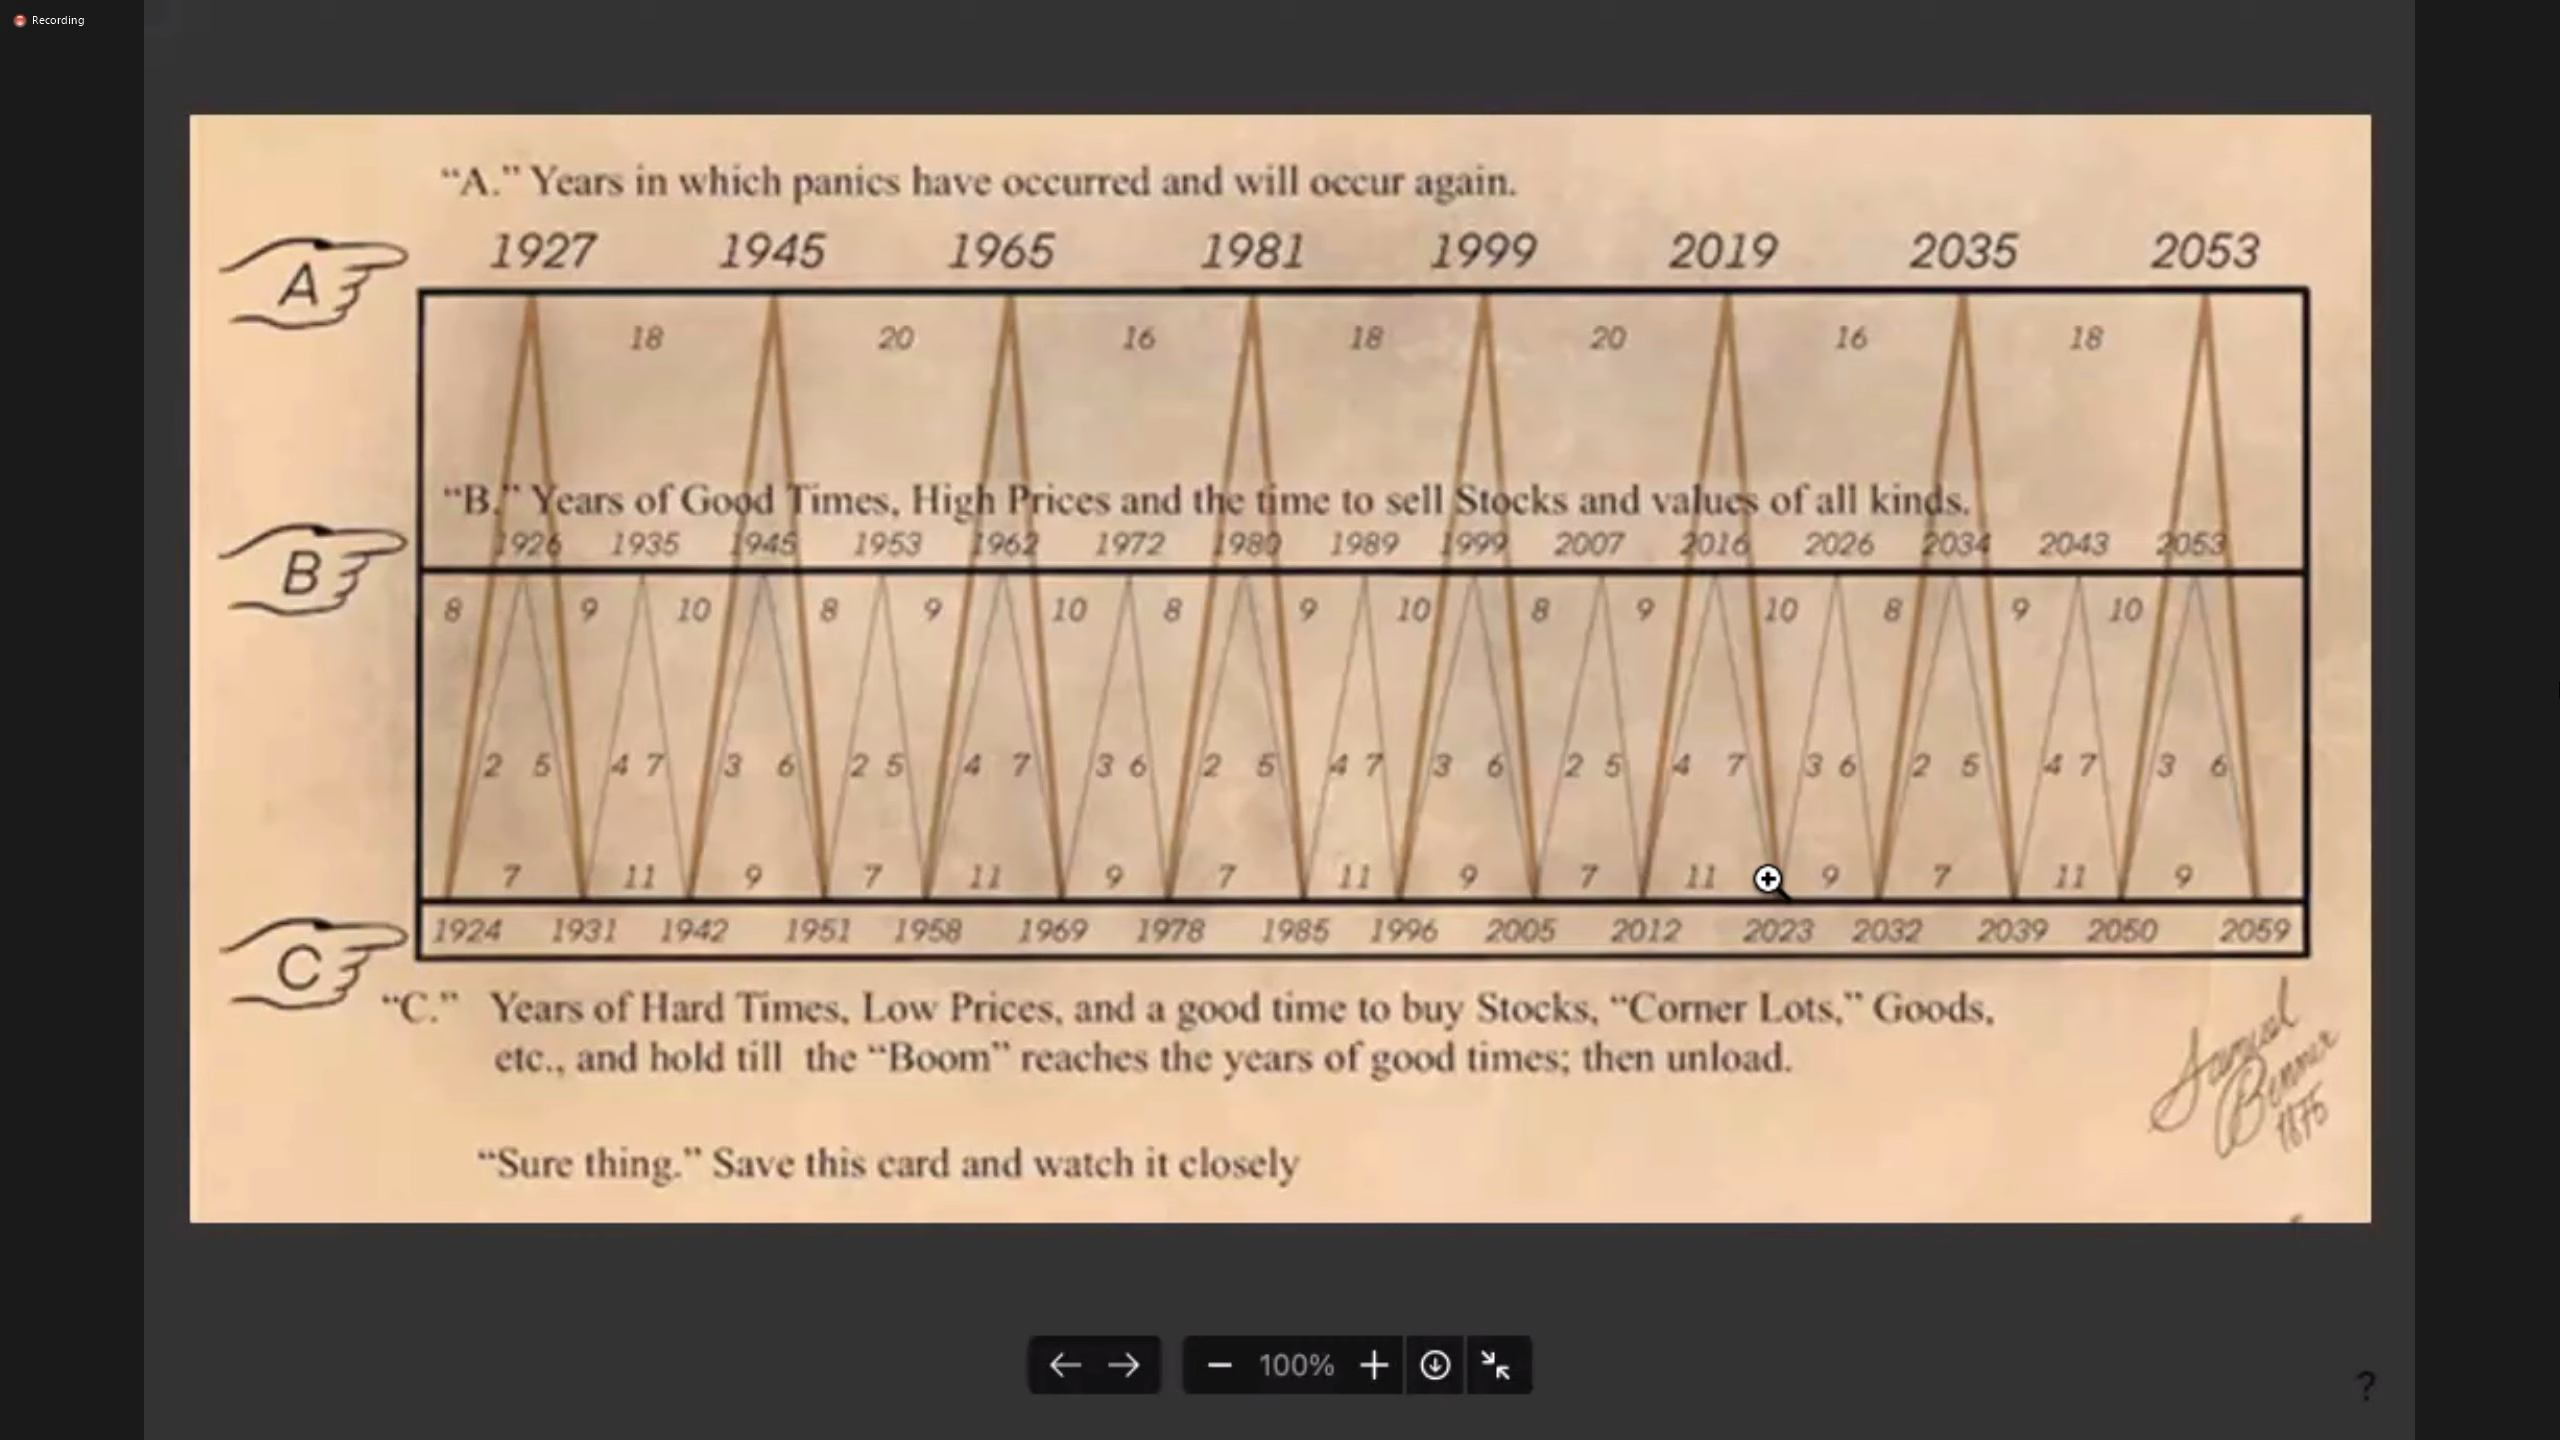 Recording
“A.” Years in which panics have occurred and will occur again.
1927 1945 1965 1981 1999 2019 2035 2053
A
18 20 16 18 20 16 18
“B.” Years of Good Times, High Prices and the time to sell Stocks and values of all kinds.
1926 1935 1945 1953 1962 1972 1980 1989 1999 2007 2016 2026 2034 2043 2053
B
8 9 10 8 9 10 8 9 10 8 9 10 8 9 10
2 5 4 7 3 6 2 5 4 7 3 6 2 5 4 7 3 6 2 5 4 7 3 6 2 5 4 7 3 6
7 11 9 7 11 9 7 11 9 7 11 9 7 11 9
1924 1931 1942 1951 1958 1969 1978 1985 1996 2005 2012 2023 2032 2039 2050 2059
C
“C.” Years of Hard Times, Low Prices, and a good time to buy Stocks, “Corner Lots,” Goods,
etc., and hold till the “Boom” reaches the years of good times; then unload.
Samuel
Benner
1875
“Sure thing.” Save this card and watch it closely
100%
?